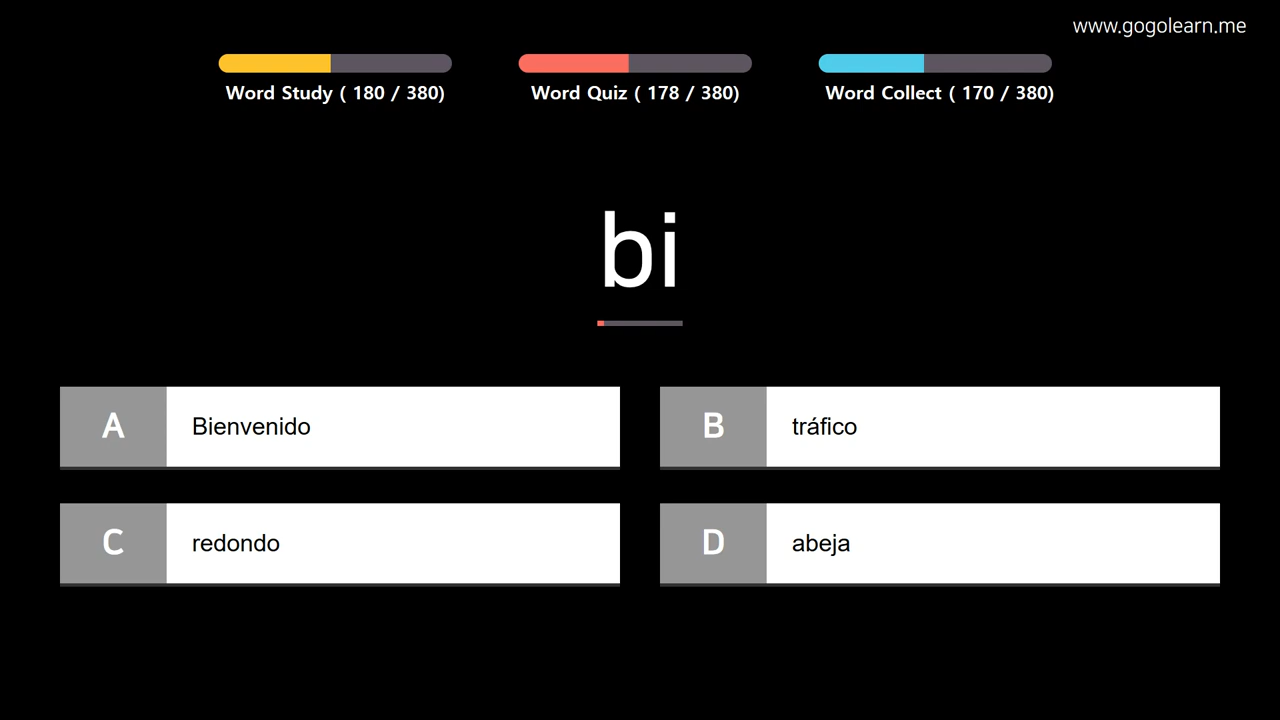 www.gogolearn.me
Word Study ( 180 / 380)
Word Quiz ( 178 / 380)
Word Collect ( 170 / 380)
bi
A Bienvenido
B tráfico
C redondo
D abeja